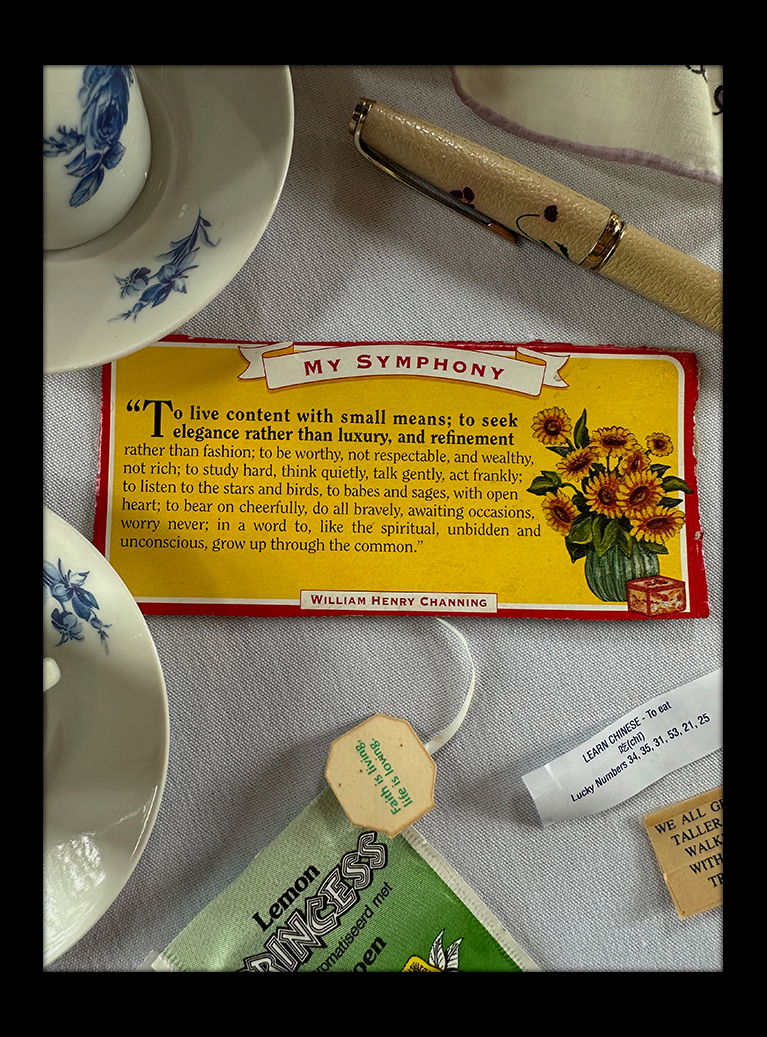 MY SYMPHONY
“To live content with small means; to seek
elegance rather than luxury, and refinement
rather than fashion; to be worthy, not respectable, and wealthy,
not rich; to study hard, think quietly, talk gently, act frankly;
to listen to the stars and birds, to babes and sages, with open
heart; to bear on cheerfully, do all bravely, awaiting occasions,
worry never; in a word to, like the spiritual, unbidden and
unconscious, grow up through the common.”
WILLIAM HENRY CHANNING
LEARN CHINESE - To eat
吃(chī)
Lucky Numbers 34, 35, 31, 53, 21, 25
Faith is living,
life is loving.
WE ALL
TALLER
WALK
WITH
Lemon
PRINCESS